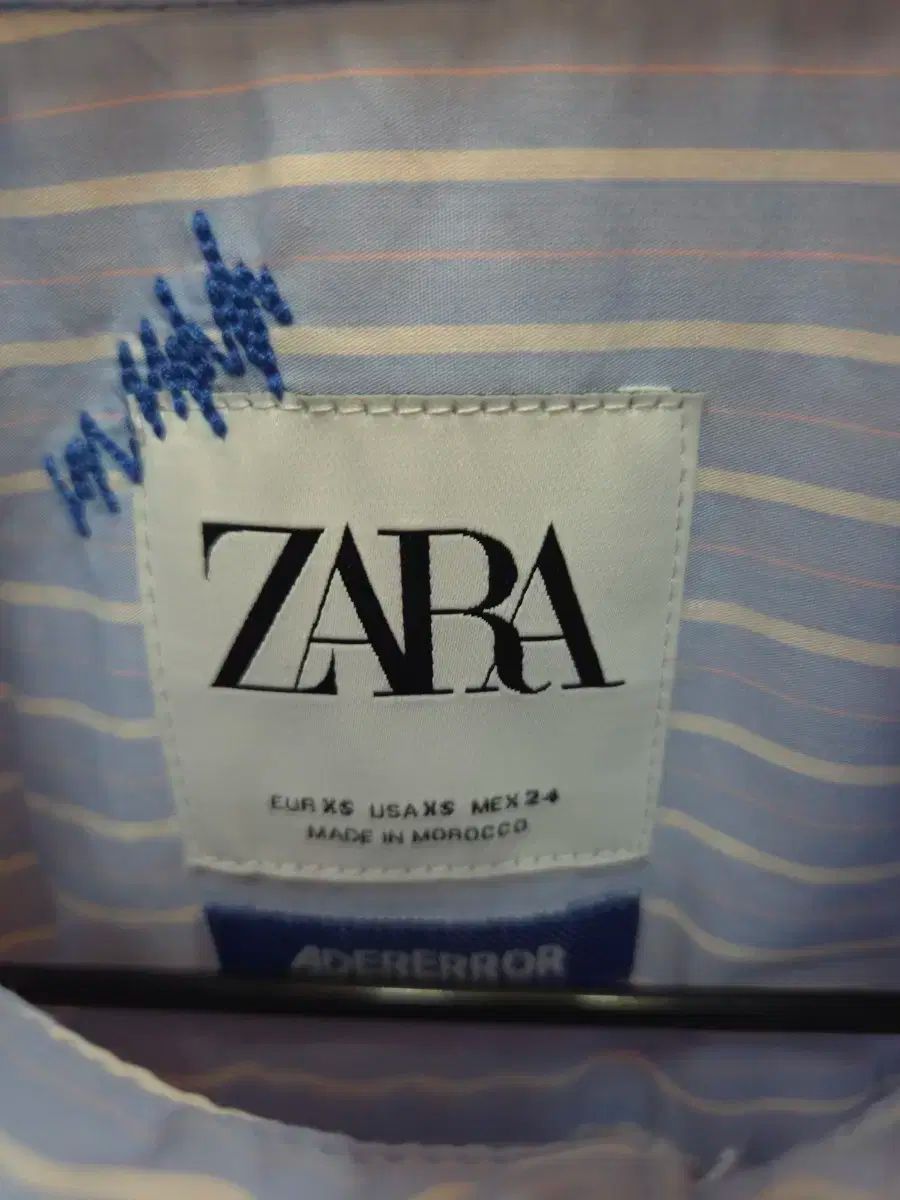 ZARA
EUR XS USA XS MEX 24
MADE IN MOROCCO
ADERERROR